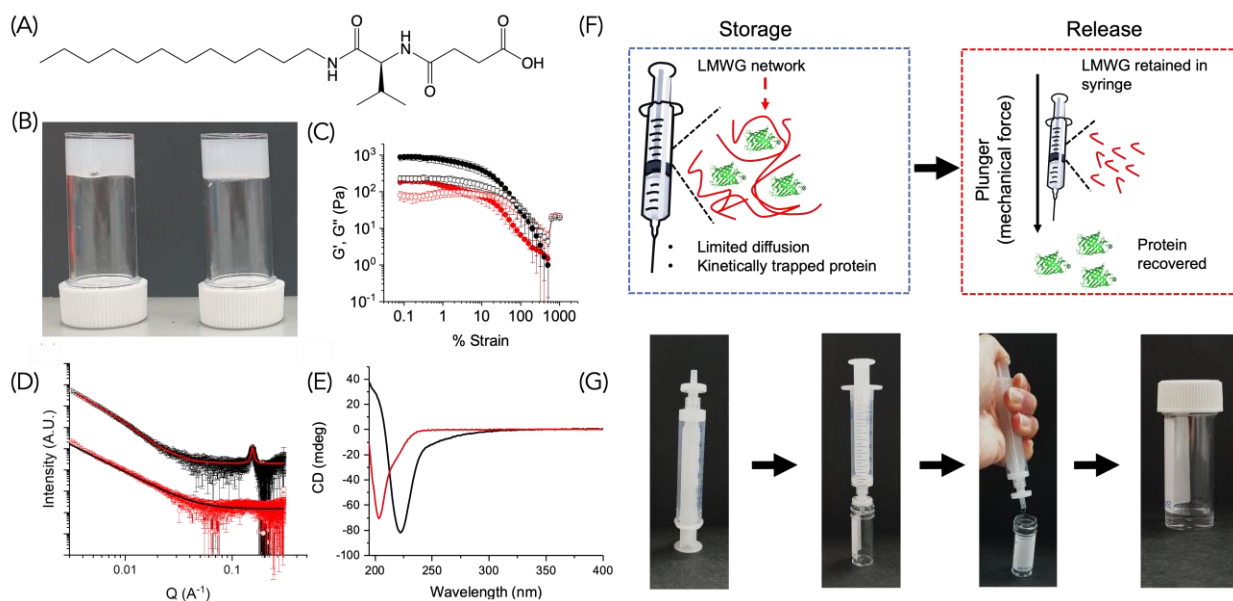 (A)
O
N
H
H
N
O
O
OH
(B)
(C)
G', G'' (Pa)
10³
10²
10¹
10⁰
10⁻¹
0.1
1
10
100
1000
% Strain
(D)
Intensity (A.U.)
0.01
0.1
Q (A⁻¹)
(E)
CD (mdeg)
40
30
20
10
0
-20
-40
-60
-80
-100
200
250
300
350
400
Wavelength (nm)
(F)
Storage
LMWG network
• Limited diffusion
• Kinetically trapped protein
Release
Plunger
(mechanical force)
LMWG retained in
syringe
Protein
recovered
(G)